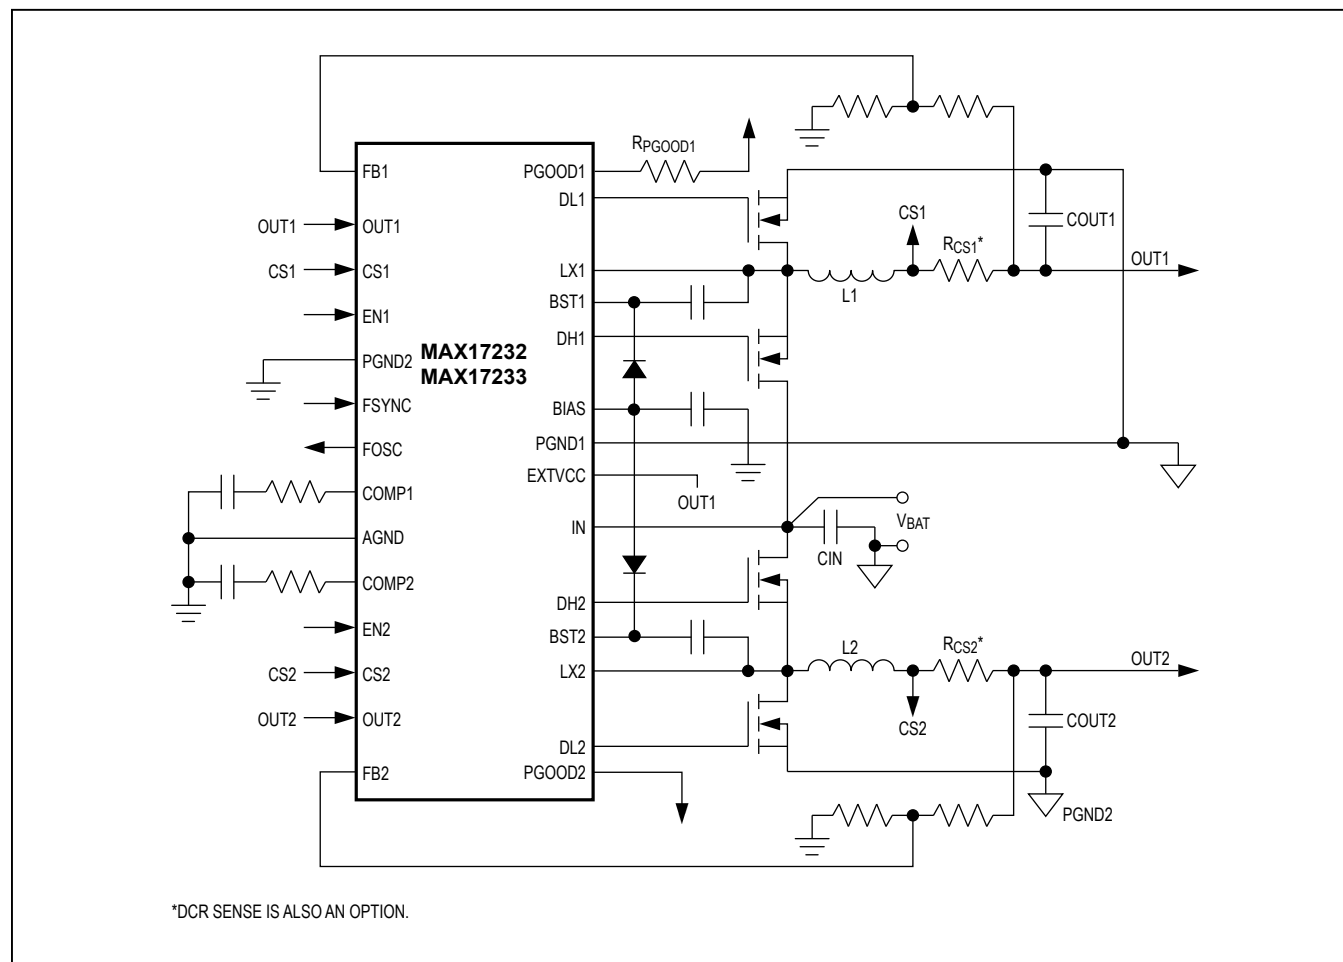 RPGOOD1
FB1
PGOOD1
DL1
OUT1
OUT1
CS1
RCS1*
COUT1
CS1
CS1
LX1
OUT1
L1
EN1
BST1
DH1
PGND2
MAX17232
MAX17233
FSYNC
BIAS
FOSC
PGND1
EXTVCC
OUT1
COMP1
IN
VBAT
AGND
CIN
COMP2
DH2
EN2
BST2
L2
RCS2*
OUT2
CS2
CS2
LX2
CS2
COUT2
OUT2
OUT2
DL2
FB2
PGOOD2
PGND2
*DCR SENSE IS ALSO AN OPTION.